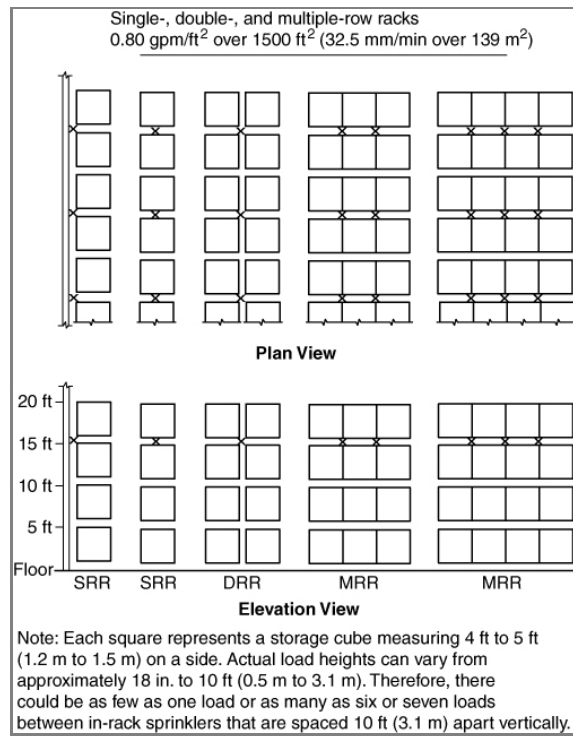 Single-, double-, and multiple-row racks
0.80 gpm/ft² over 1500 ft² (32.5 mm/min over 139 m²)
Plan View
20 ft
15 ft
10 ft
5 ft
Floor
SRR SRR DRR MRR MRR
Elevation View
Note: Each square represents a storage cube measuring 4 ft to 5 ft
(1.2 m to 1.5 m) on a side. Actual load heights can vary from
approximately 18 in. to 10 ft (0.5 m to 3.1 m). Therefore, there
could be as few as one load or as many as six or seven loads
between in-rack sprinklers that are spaced 10 ft (3.1 m) apart vertically.